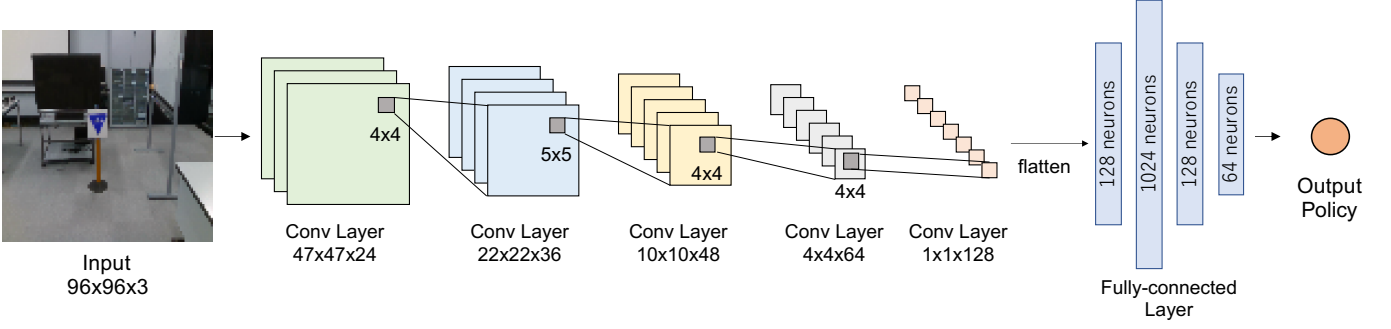 Input
96x96x3
4x4
Conv Layer
47x47x24
5x5
Conv Layer
22x22x36
4x4
Conv Layer
10x10x48
4x4
Conv Layer
4x4x64
Conv Layer
1x1x128
flatten
128 neurons
1024 neurons
128 neurons
64 neurons
Fully-connected
Layer
Output
Policy